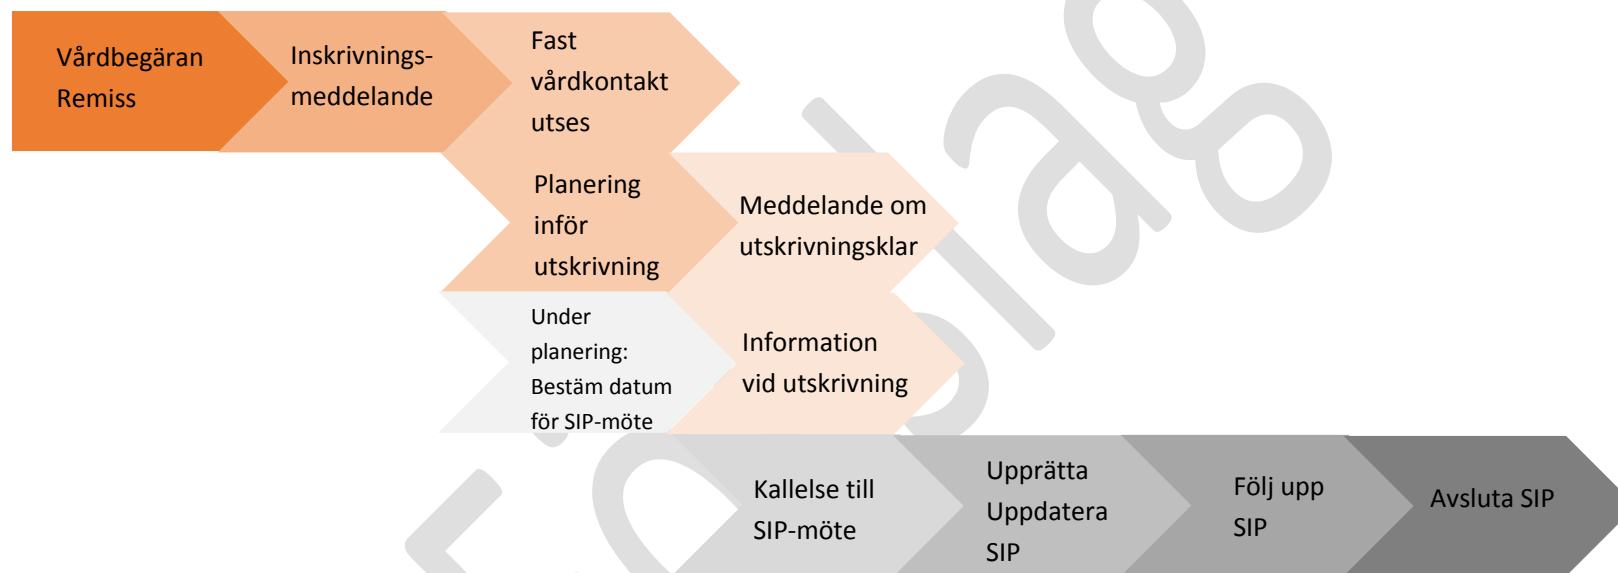 Vårdbegäran
Remiss
Inskrivnings-
meddelande
Fast
vårdkontakt
utses
Planering
inför
utskrivning
Meddelande om
utskrivningsklar
Under
planering:
Bestäm datum
för SIP-möte
Information
vid utskrivning
Kallelse till
SIP-möte
Upprätta
Uppdatera
SIP
Följ upp
SIP
Avsluta SIP